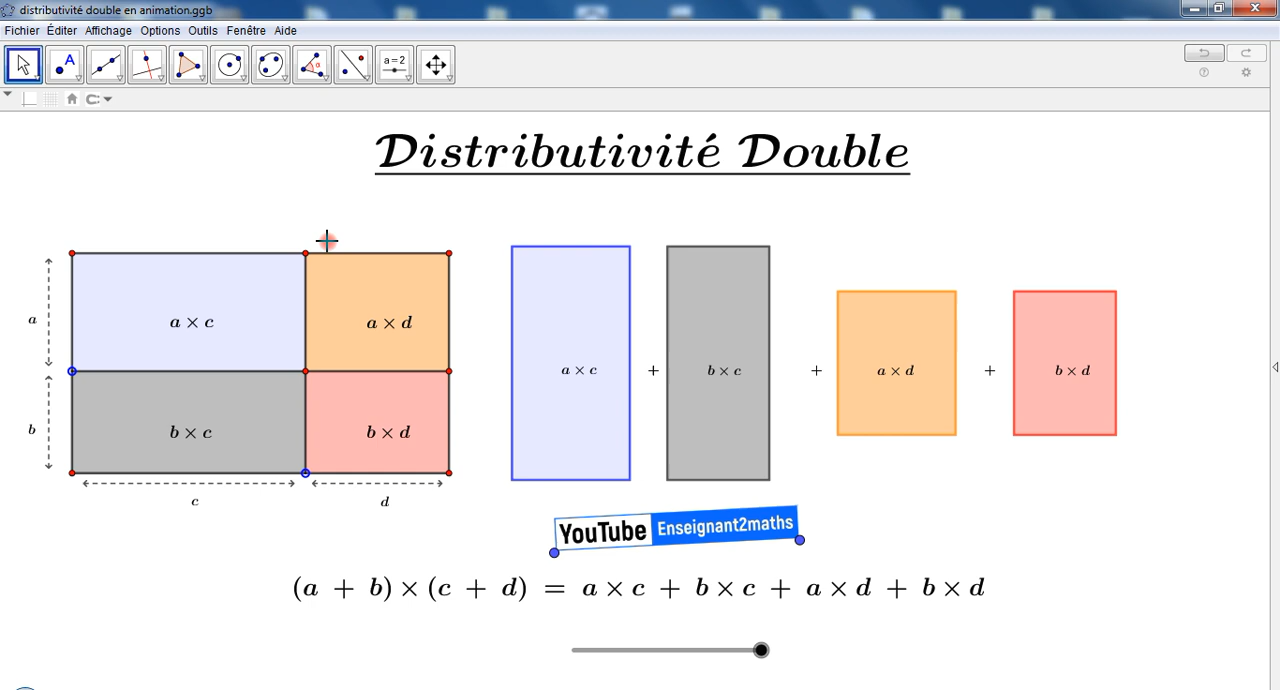 distributivité double en animation.ggb
Fichier Éditer Affichage Options Outils Fenêtre Aide
A
α
a=2
Distributivité Double
a
a × c
a × d
b
b × c
b × d
c
d
a × c + b × c + a × d + b × d
YouTube Enseignant2maths
(a + b) × (c + d) = a × c + b × c + a × d + b × d